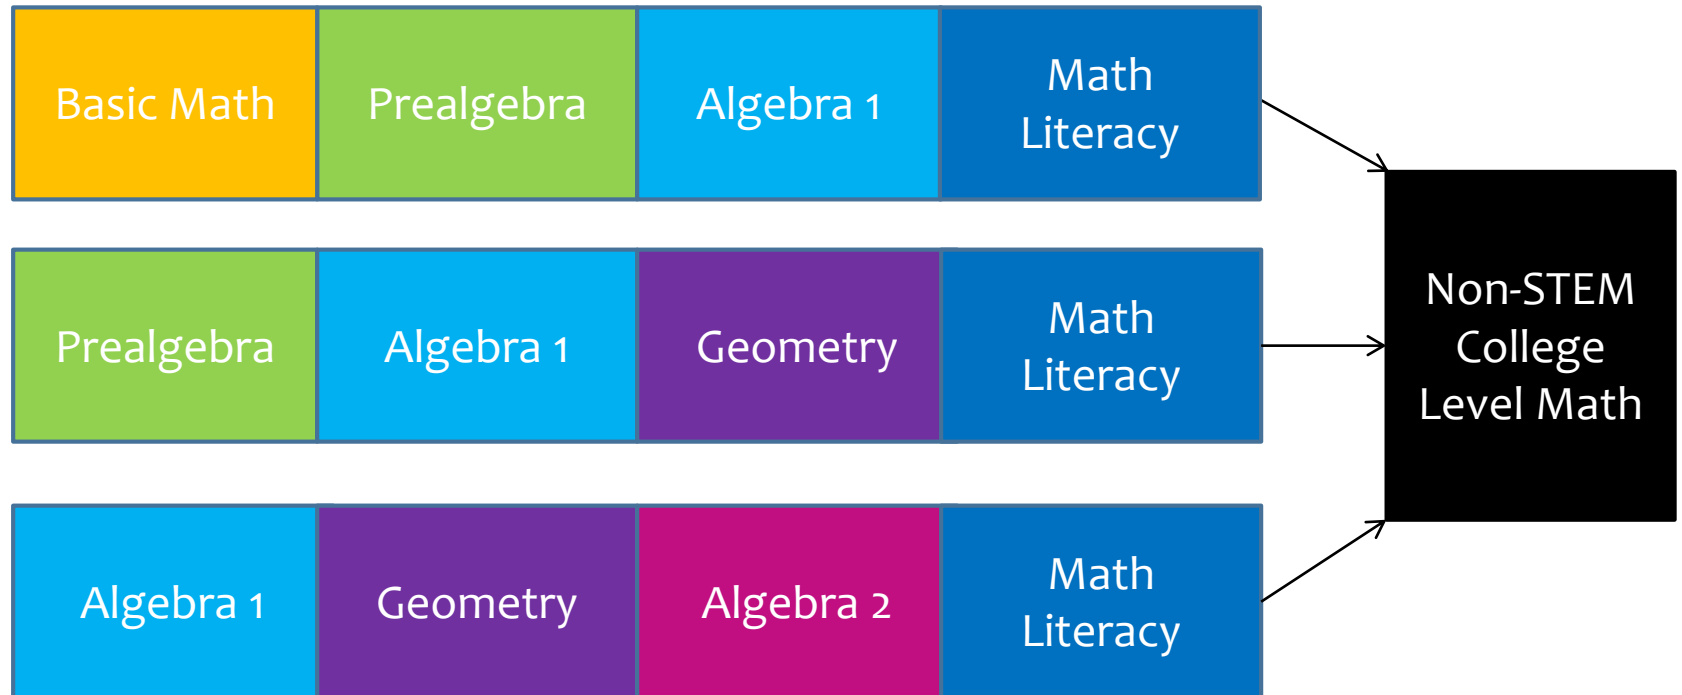 Basic Math
Prealgebra
Algebra 1
Math
Literacy
Prealgebra
Algebra 1
Geometry
Math
Literacy
Algebra 1
Geometry
Algebra 2
Math
Literacy
Non-STEM
College
Level Math